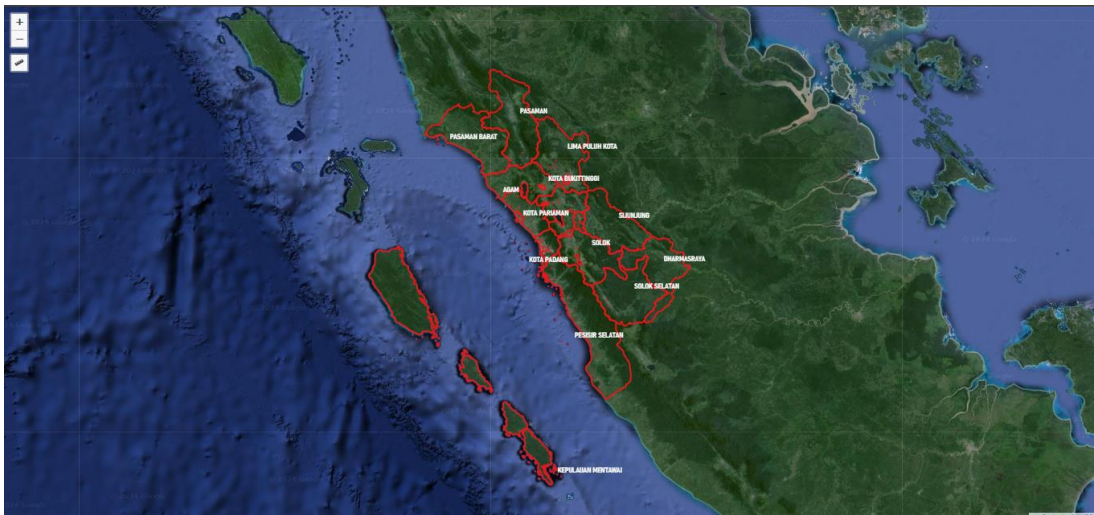 +
−
PASAMAN
PASAMAN BARAT
LIMA PULUH KOTA
KOTA BUKITTINGGI
AGAM
KOTA PARIAMAN
SIJUNJUNG
SOLOK
KOTA PADANG
DHARMASRAYA
SOLOK SELATAN
PESISIR SELATAN
KEPULAUAN MENTAWAI